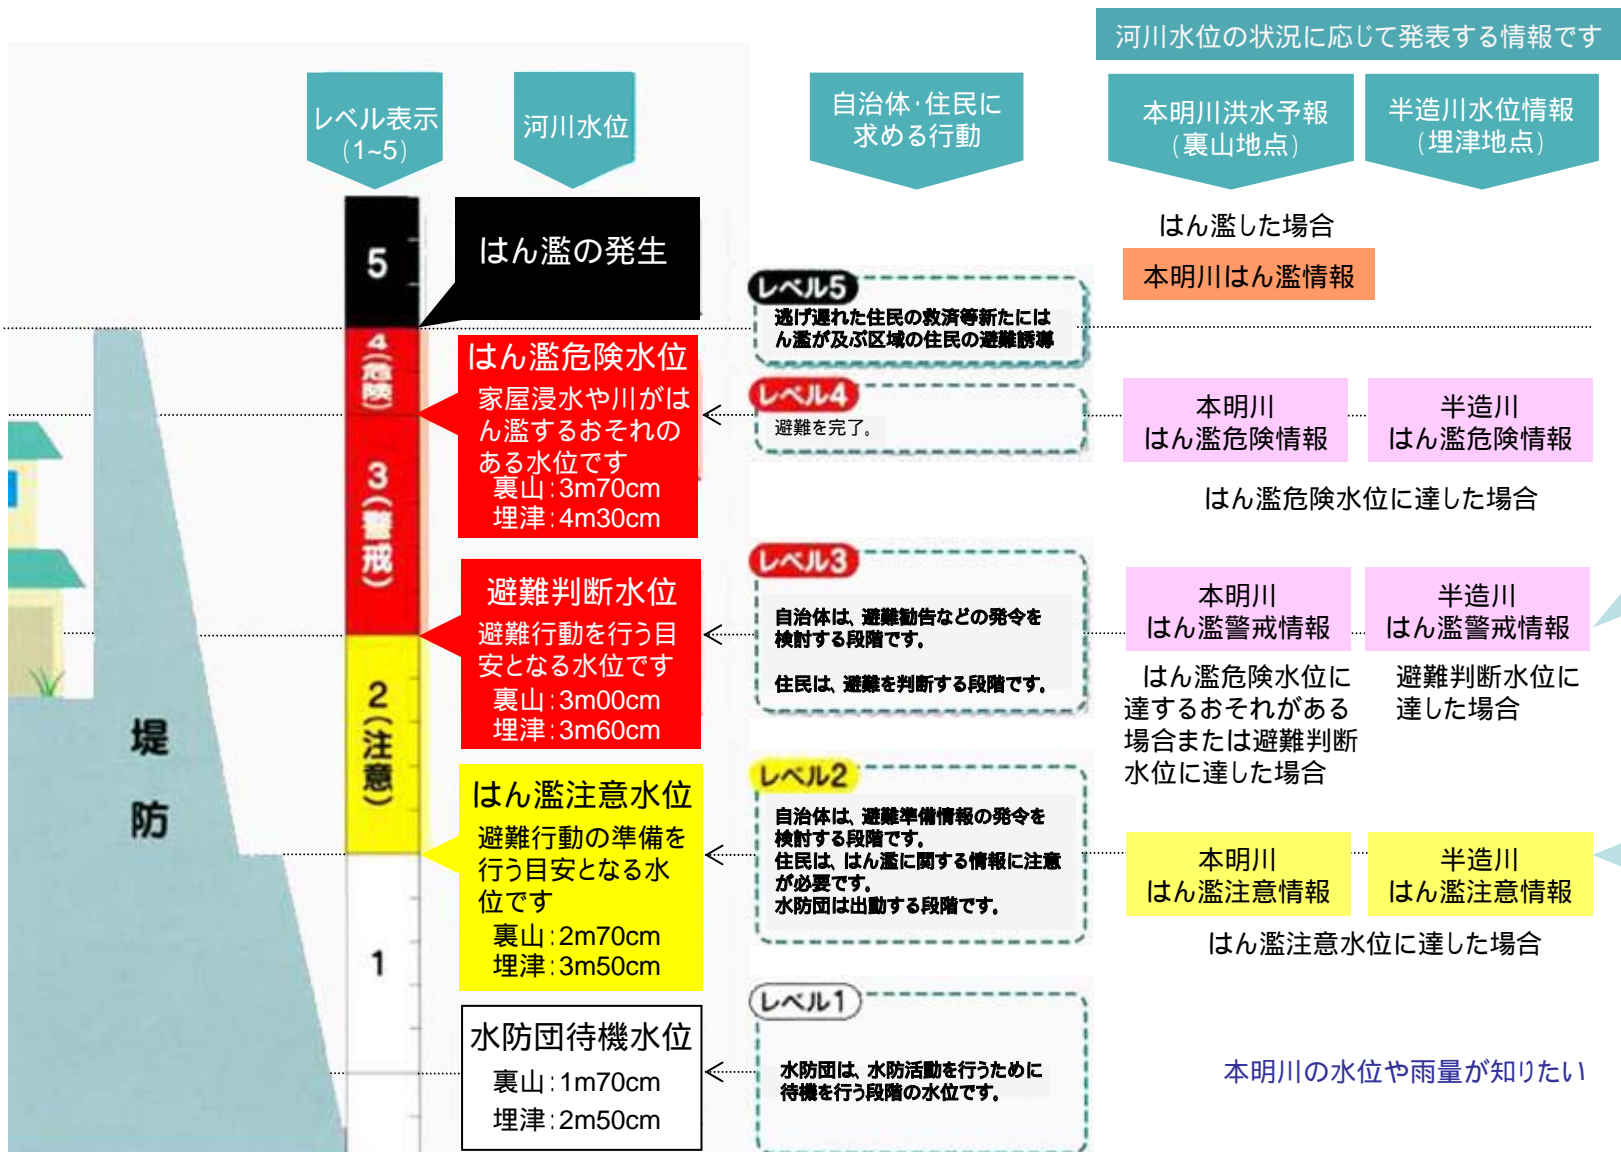 河川水位の状況に応じて発表する情報です
レベル表示
(1~5)
河川水位
自治体・住民に
求める行動
本明川洪水予報
(裏山地点)
半造川水位情報
(埋津地点)
5
4(危険)
3(警戒)
2(注意)
1
堤防
はん濫の発生
はん濫危険水位
家屋浸水や川がは
ん濫するおそれの
ある水位です
裏山:3m70cm
埋津:4m30cm
避難判断水位
避難行動を行う目
安となる水位です
裏山:3m00cm
埋津:3m60cm
はん濫注意水位
避難行動の準備を
行う目安となる水
位です
裏山:2m70cm
埋津:3m50cm
水防団待機水位
裏山:1m70cm
埋津:2m50cm
レベル5
逃げ遅れた住民の救済等新たには
ん濫が及ぶ区域の住民の避難誘導
レベル4
避難を完了。
レベル3
自治体は、避難勧告などの発令を
検討する段階です。
住民は、避難を判断する段階です。
レベル2
自治体は、避難準備情報の発令を
検討する段階です。
住民は、はん濫に関する情報に注意
が必要です。
水防団は出動する段階です。
レベル1
水防団は、水防活動を行うために
待機を行う段階の水位です。
はん濫した場合
本明川はん濫情報
本明川
はん濫危険情報
半造川
はん濫危険情報
はん濫危険水位に達した場合
本明川
はん濫警戒情報
半造川
はん濫警戒情報
はん濫危険水位に
達するおそれがある
場合または避難判断
水位に達した場合
避難判断水位に
達した場合
本明川
はん濫注意情報
半造川
はん濫注意情報
はん濫注意水位に達した場合
本明川の水位や雨量が知りたい